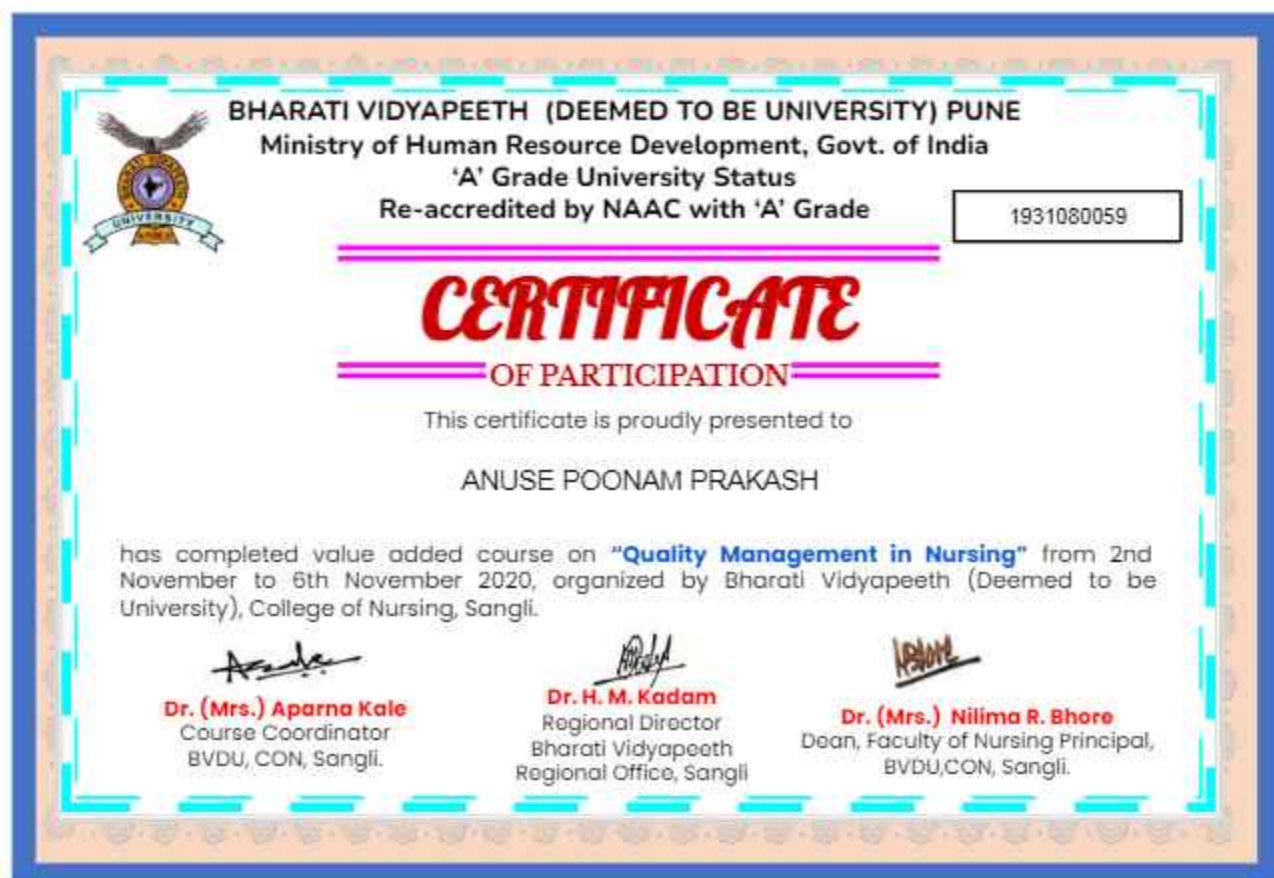 BHARATI VIDYAPEETH (DEEMED TO BE UNIVERSITY) PUNE
Ministry of Human Resource Development, Govt. of India
‘A’ Grade University Status
Re-accredited by NAAC with ‘A’ Grade
1931080059
BHARATI VIDYAPEETH
UNIVERSITY
CERTIFICATE
OF PARTICIPATION
This certificate is proudly presented to
ANUSE POONAM PRAKASH
has completed value added course on “Quality Management in Nursing” from 2nd
November to 6th November 2020, organized by Bharati Vidyapeeth (Deemed to be
University), College of Nursing, Sangli.
Dr. (Mrs.) Aparna Kale
Course Coordinator
BVDU, CON, Sangli.
Dr. H. M. Kadam
Regional Director
Bharati Vidyapeeth
Regional Office, Sangli
Dr. (Mrs.) Nilima R. Bhore
Dean, Faculty of Nursing Principal,
BVDU,CON, Sangli.